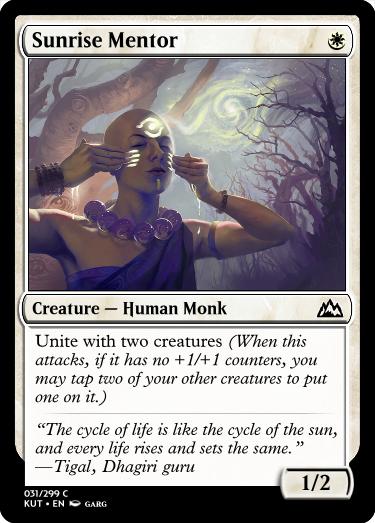 Sunrise Mentor
Creature — Human Monk
Unite with two creatures (When this
attacks, if it has no +1/+1 counters, you
may tap two of your other creatures to put
one on it.)
“The cycle of life is like the cycle of the sun,
and every life rises and sets the same.”
—Tigal, Dhagiri guru
1/2
031/299 C
KUT • EN GARG